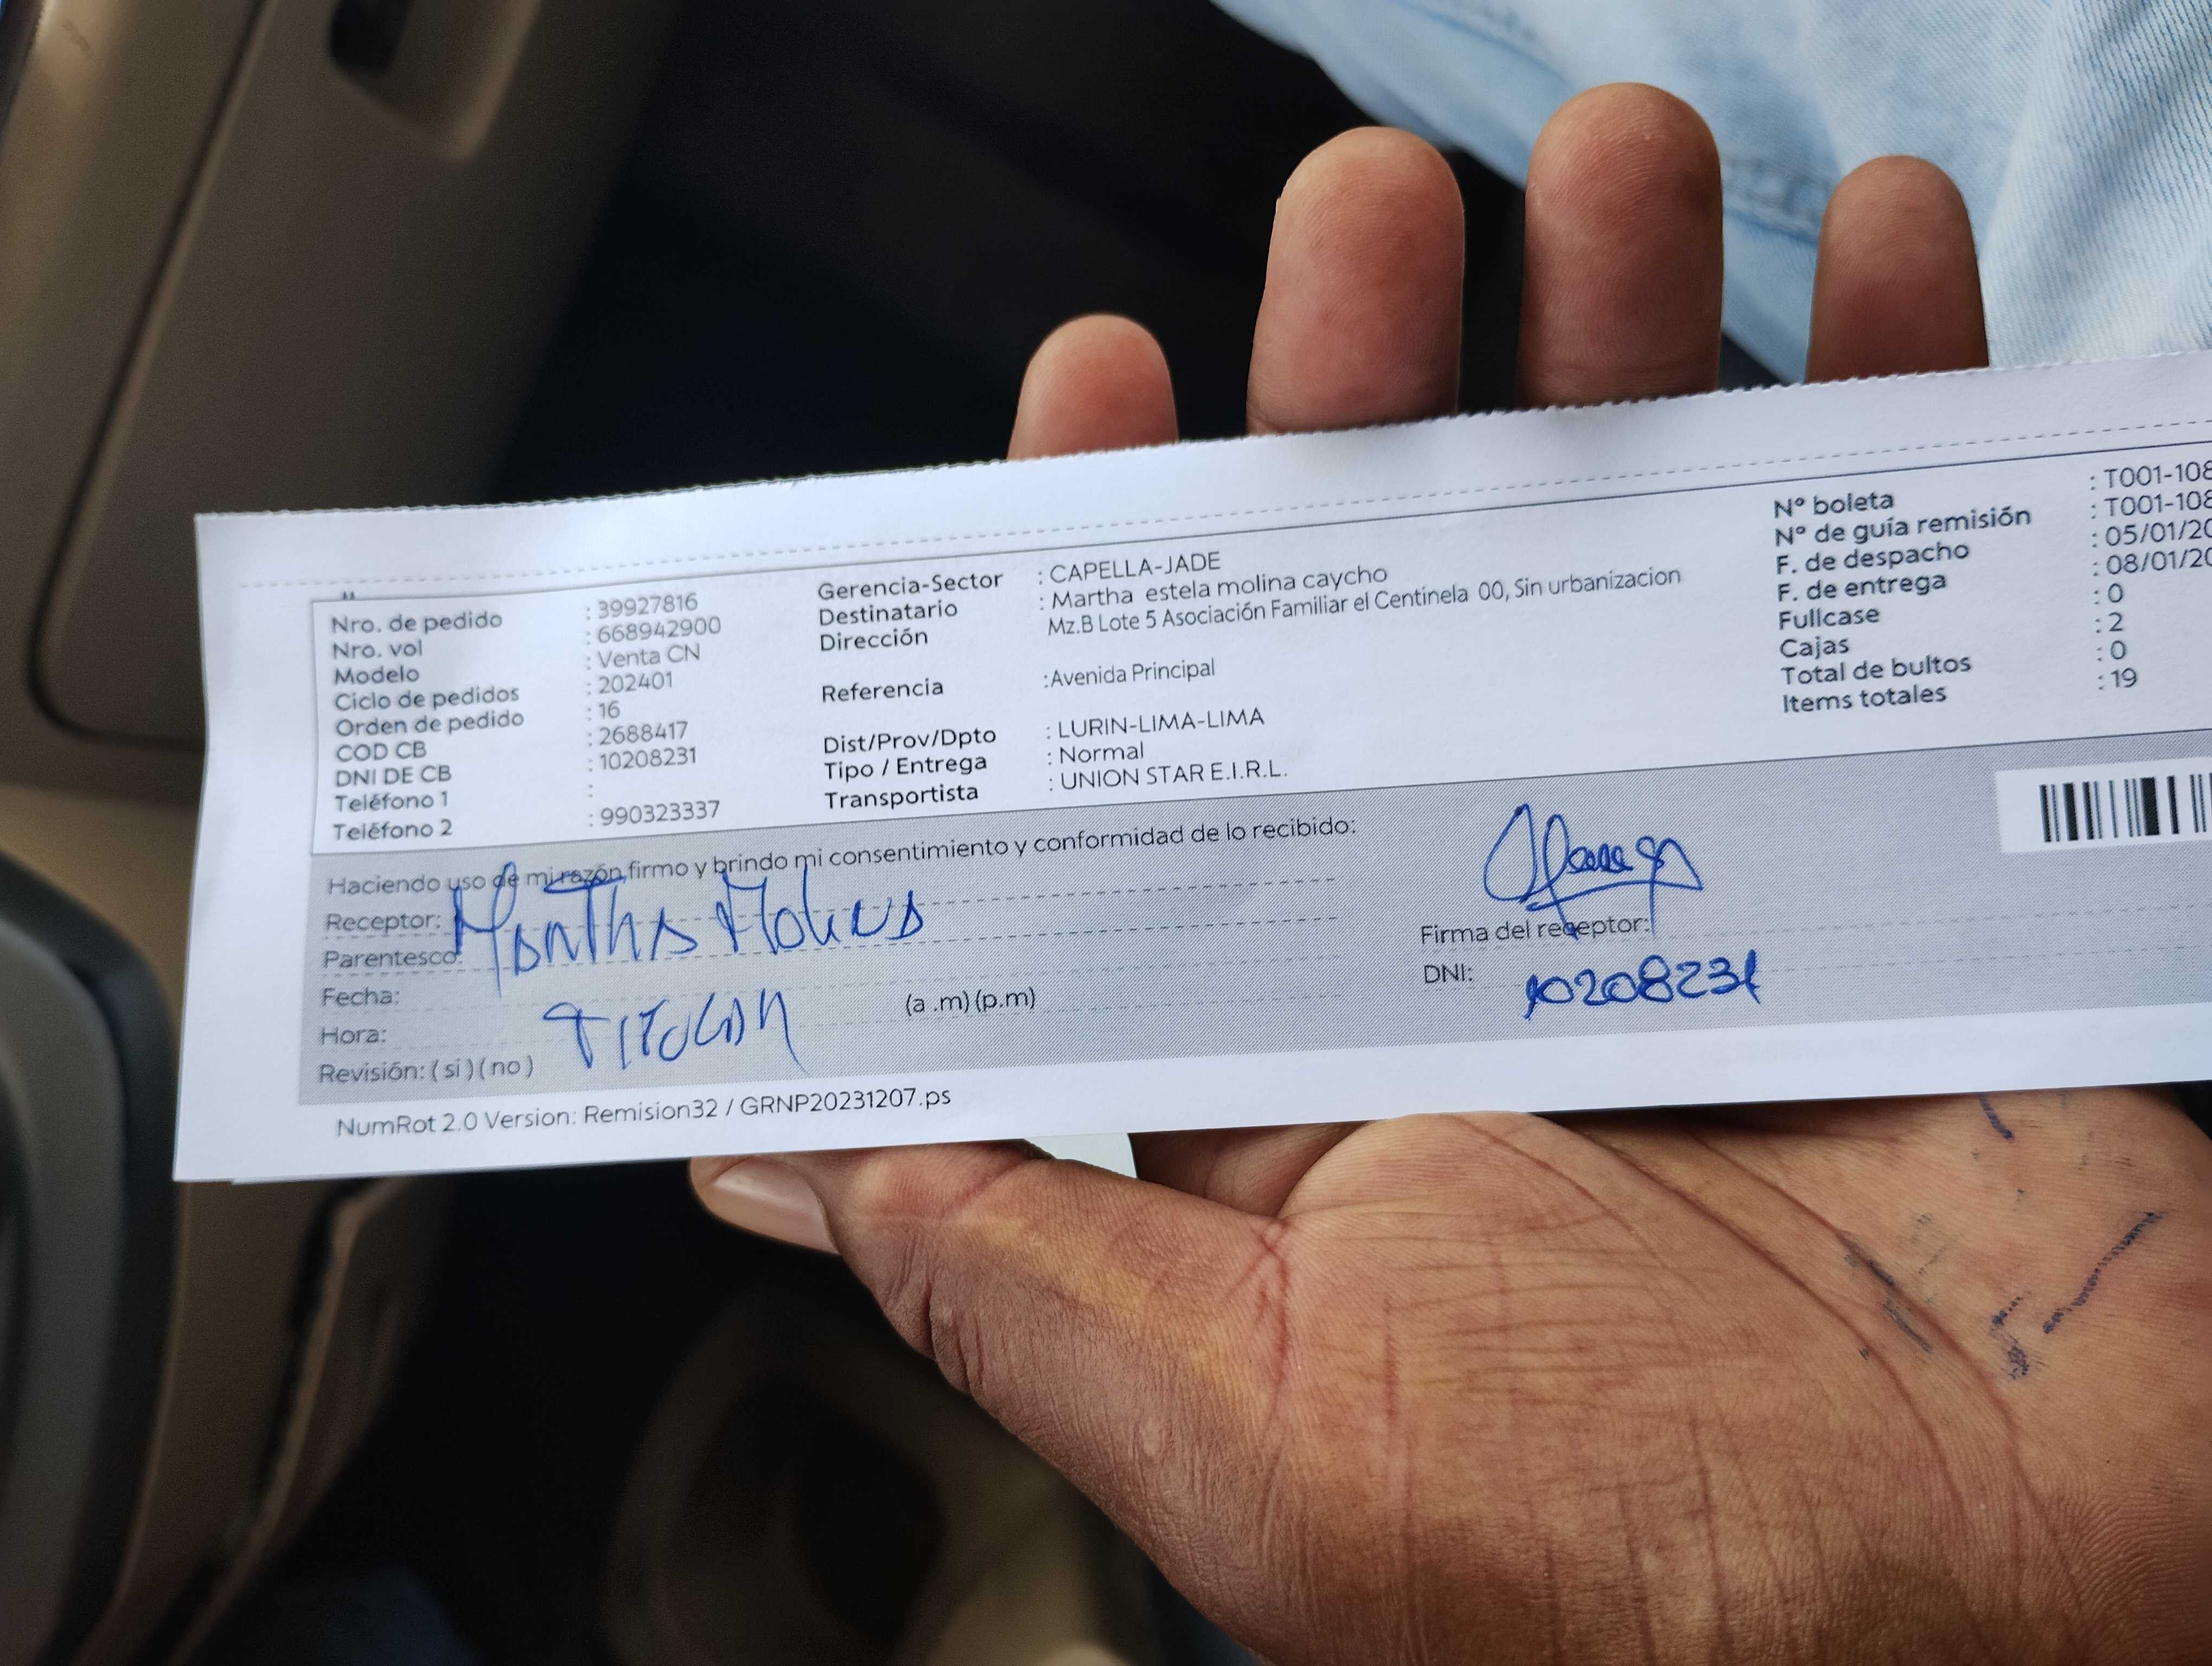 Nro. de pedido : 39927816
Nro. vol : 668942900
Modelo : Venta CN
Ciclo de pedidos : 202401
Orden de pedido : 16
COD CB : 2688417
DNI DE CB : 10208231
Teléfono 1 :
Teléfono 2 : 990323337
Gerencia-Sector : CAPELLA-JADE
Destinatario : Martha estela molina caycho
Dirección Mz.B Lote 5 Asociación Familiar el Centinela 00, Sin urbanizacion
Referencia :Avenida Principal
Dist/Prov/Dpto : LURIN-LIMA-LIMA
Tipo / Entrega : Normal
Transportista : UNION STAR E.I.R.L.
Nº boleta : T001-108
Nº de guía remisión : T001-108
F. de despacho : 05/01/20
F. de entrega : 08/01/20
Fullcase : 0
Cajas : 2
Total de bultos : 0
Items totales : 19
Haciendo uso de mi razón firmo y brindo mi consentimiento y conformidad de lo recibido:
Receptor: Martha Molina
Parentesco:
Fecha: TITULAR
Hora: (a .m) (p.m)
Revisión: ( si ) ( no )
Firma del receptor:
DNI: 10208231
NumRot 2.0 Version: Remision32 / GRNP20231207.ps